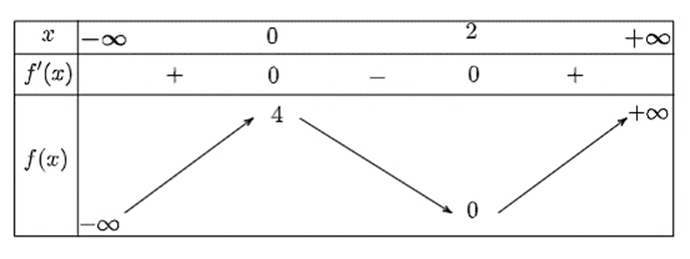 x −∞ 0 2 +∞
f′(x) + 0 − 0 +
4 +∞
f(x)
0
−∞